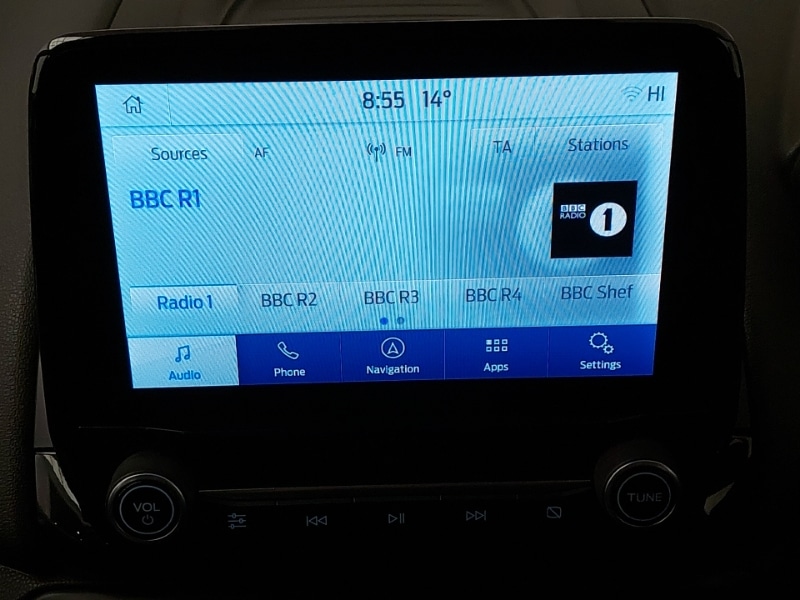 8:55 14° HI
Sources AF FM TA Stations
BBC R1
BBC
RADIO 1
Radio 1 BBC R2 BBC R3 BBC R4 BBC Shef
Audio Phone Navigation Apps Settings
VOL TUNE